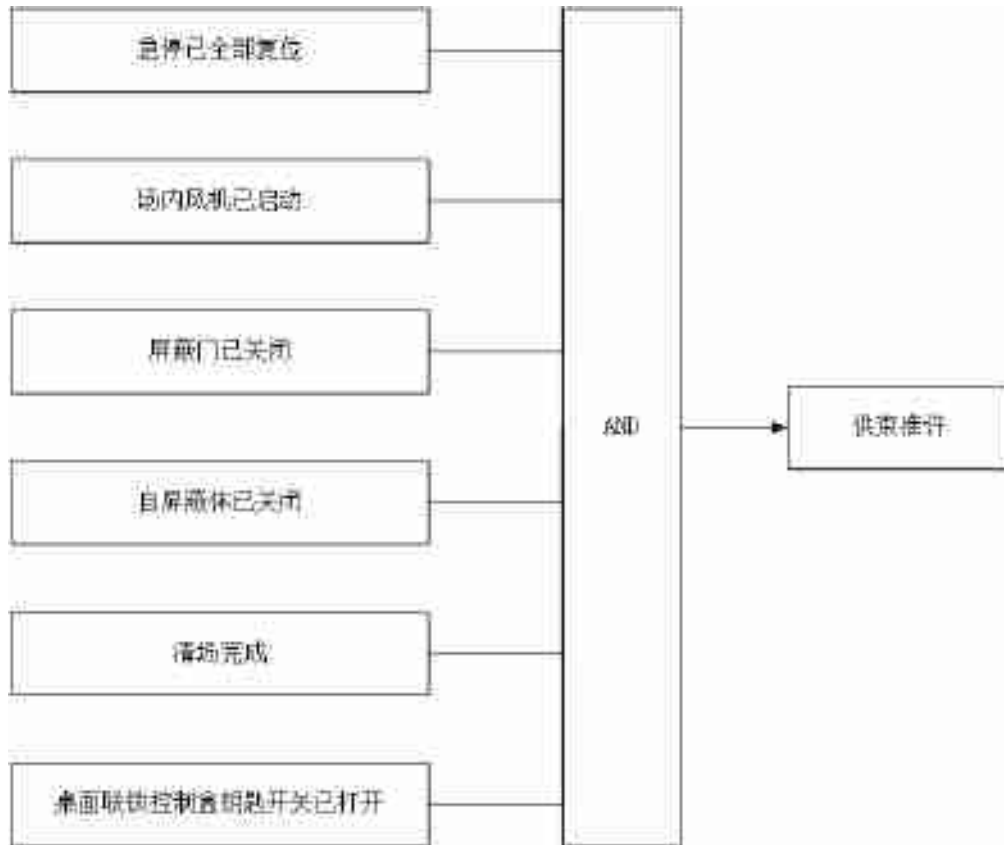 急停已全部复位
场内风机已启动
屏蔽门已关闭
AND
供束准许
自屏蔽体已关闭
清场完成
桌面联锁控制盒钥匙开关已打开